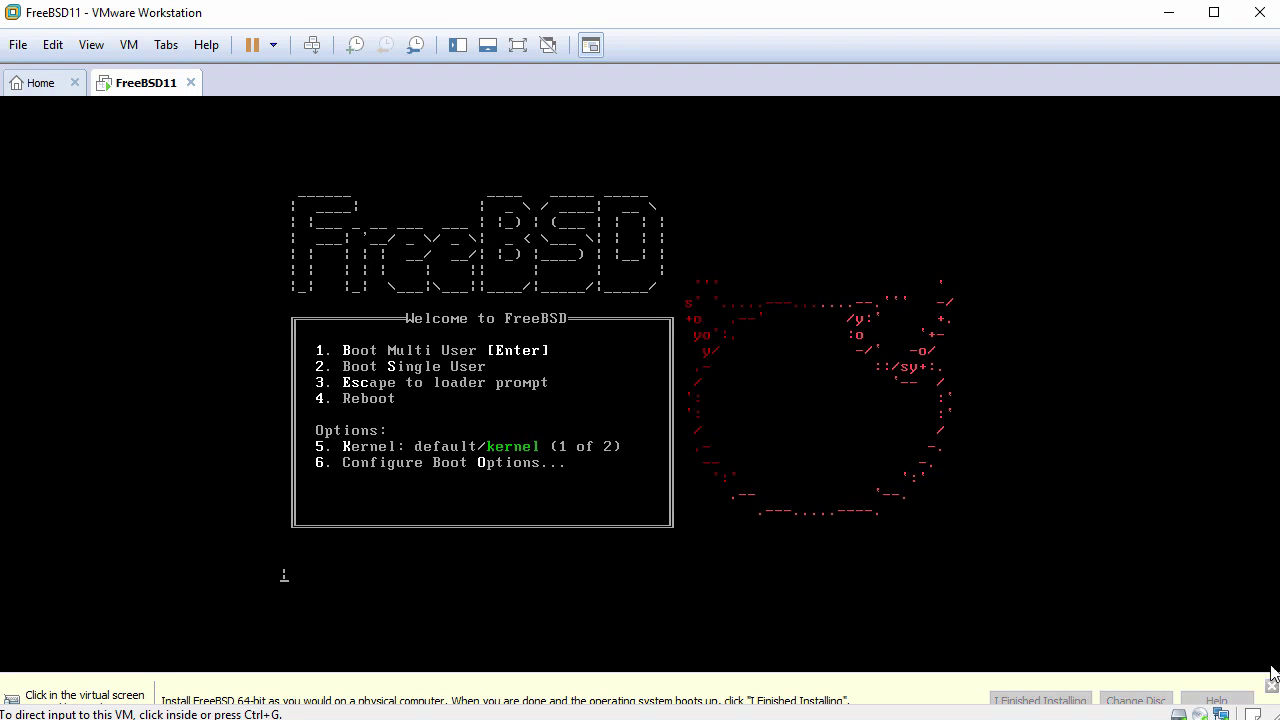 FreeBSD11 - VMware Workstation
File Edit View VM Tabs Help
Home FreeBSD11
FreeBSD
Welcome to FreeBSD
1. Boot Multi User [Enter]
2. Boot Single User
3. Escape to loader prompt
4. Reboot
Options:
5. Kernel: default/kernel (1 of 2)
6. Configure Boot Options...
Click in the virtual screen
Install FreeBSD 64-bit as you would on a physical computer. When you are done and the operating system boots up, click "I Finished Installing".
I Finished Installing Change Disc Help
To direct input to this VM, click inside or press Ctrl+G.